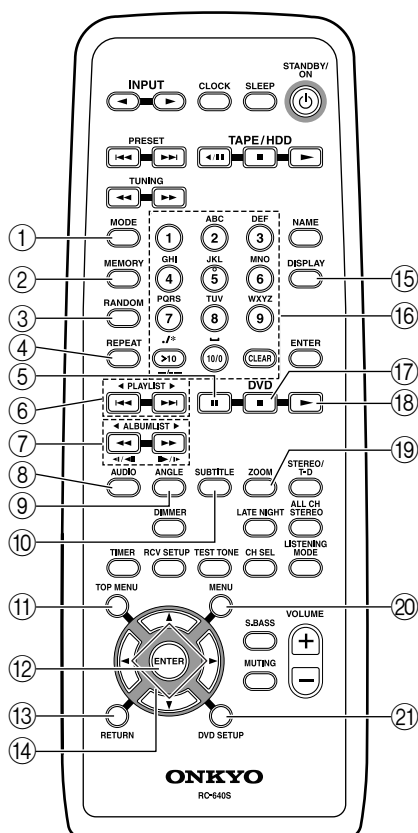 STANDBY/
ON
INPUT CLOCK SLEEP
PRESET TAPE/HDD
TUNING
MODE ABC DEF NAME
1 1 2 3
GHI JKL MNO
MEMORY DISPLAY
2 4 5 6 15
PQRS TUV WXYZ
RANDOM 16
3 7 8 9
./*
REPEAT ENTER
4 >10 10/0 CLEAR
--/---
5 DVD 17
PLAYLIST
6 18
ALBUMLIST
7 19
AUDIO ANGLE SUBTITLE ZOOM STEREO/
T-D
8 9 10
DIMMER LATE NIGHT ALL CH
STEREO
TIMER RCV SETUP TEST TONE CH SEL LISTENING
MODE
TOP MENU MENU
11 20
S.BASS VOLUME
+
12 ENTER
MUTING
–
13 21
RETURN DVD SETUP
14
ONKYO
RC-640S